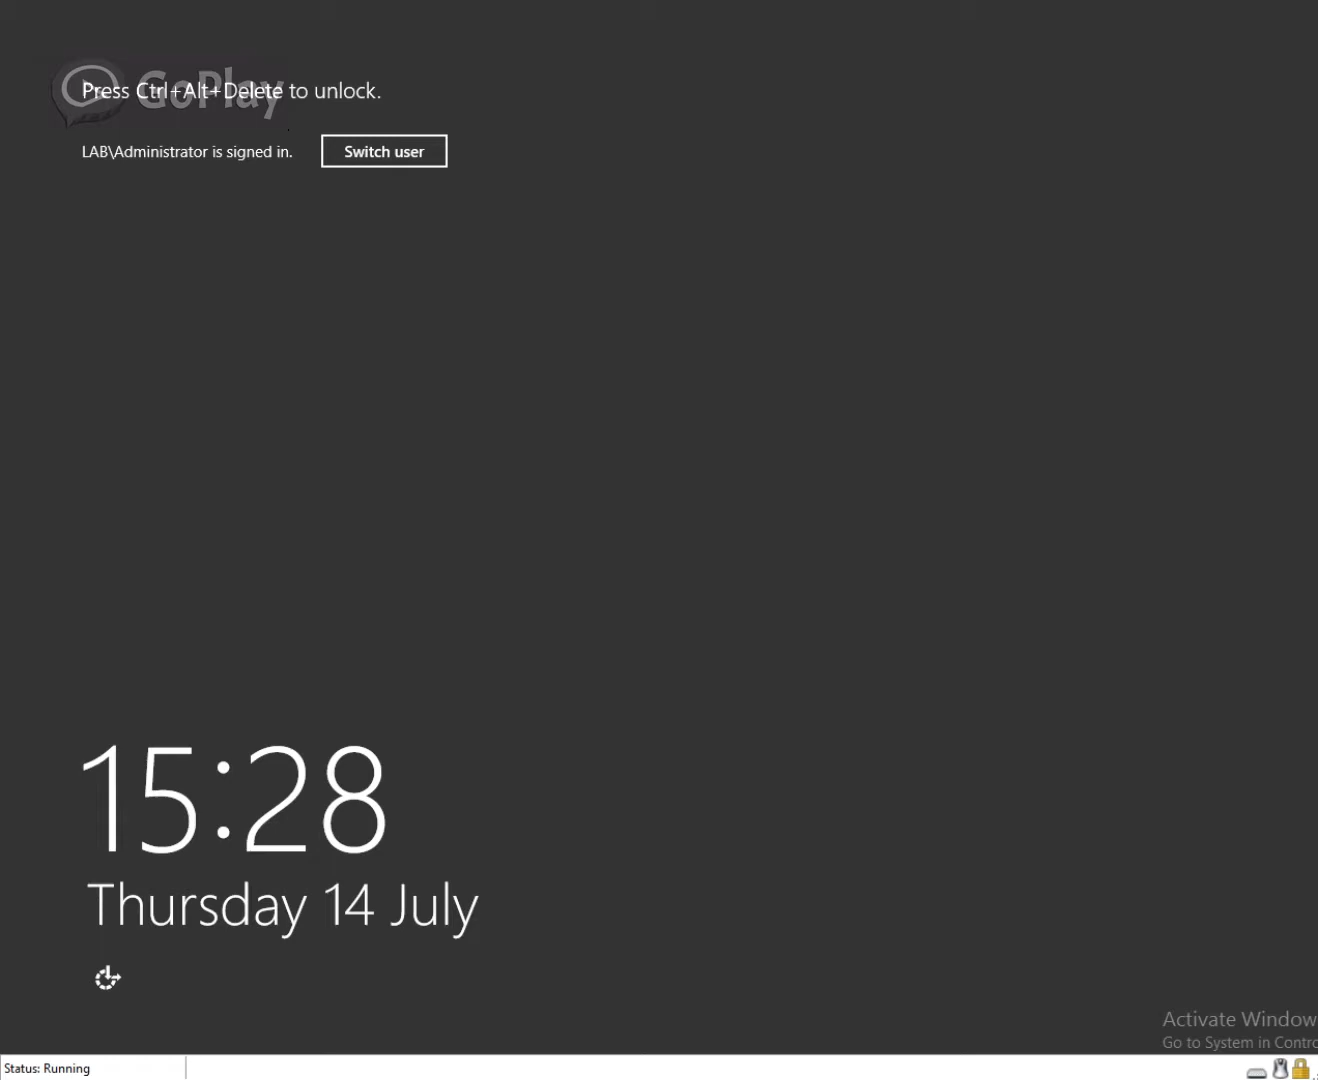 GoPlay
Press Ctrl+Alt+Delete to unlock.
LAB\Administrator is signed in.
Switch user
15:28
Thursday 14 July
Activate Window
Go to System in Contro
Status: Running